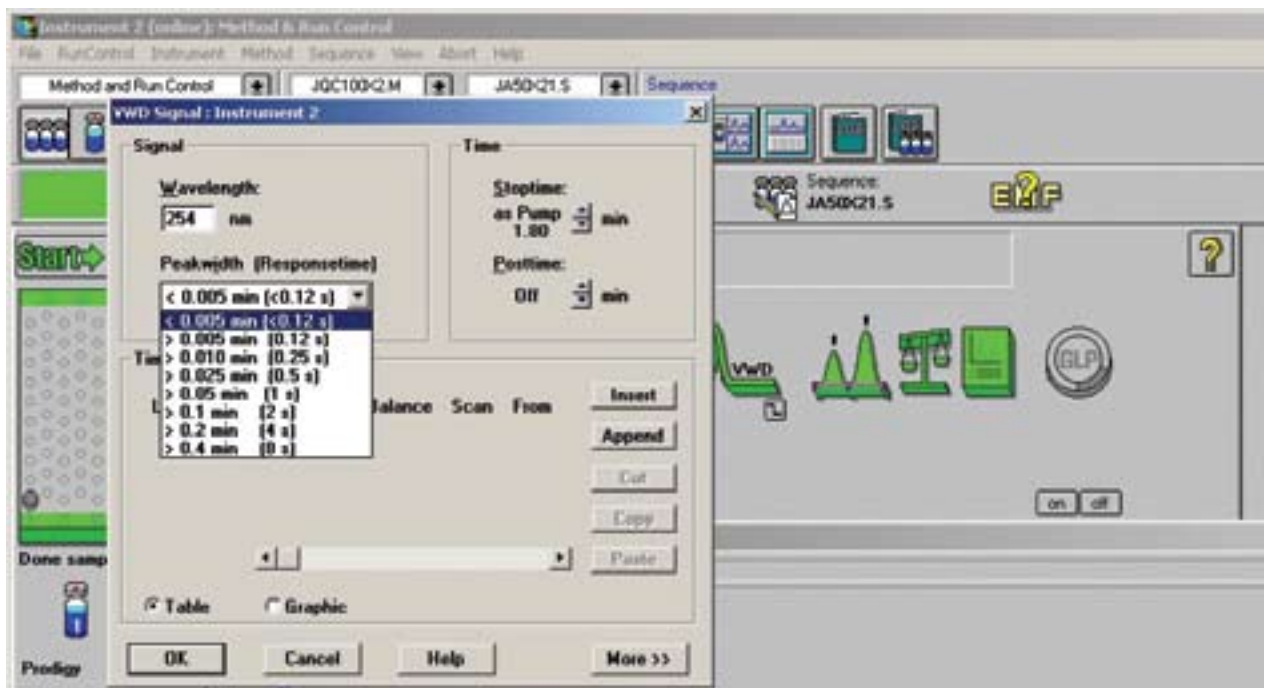 Instrument 2 (online): Method & Run Control
File RunControl Instrument Method Sequence View Abort Help
Method and Run Control JQC100X2.M JA50X21.S Sequence
VWD Signal : Instrument 2
Signal
Wavelength:
254 nm
Peakwidth (Responsetime)
< 0.005 min (<0.12 s)
< 0.005 min (<0.12 s)
> 0.005 min (0.12 s)
> 0.010 min (0.25 s)
> 0.025 min (0.5 s)
> 0.05 min (1 s)
> 0.1 min (2 s)
> 0.2 min (4 s)
> 0.4 min (8 s)
Time
Stoptime:
as Pump
1.80 min
Posttime:
Off min
Balance Scan From
Insert
Append
Cut
Copy
Paste
Table Graphic
OK Cancel Help More >>
Start
Done samp
1
Prodigy
Sequence:
JA50X21.S
EMF
?
VWD
GLP
on off